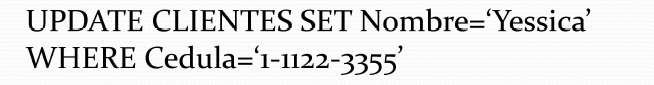 UPDATE CLIENTES SET Nombre=‘Yessica’
WHERE Cedula=‘1-1122-3355’